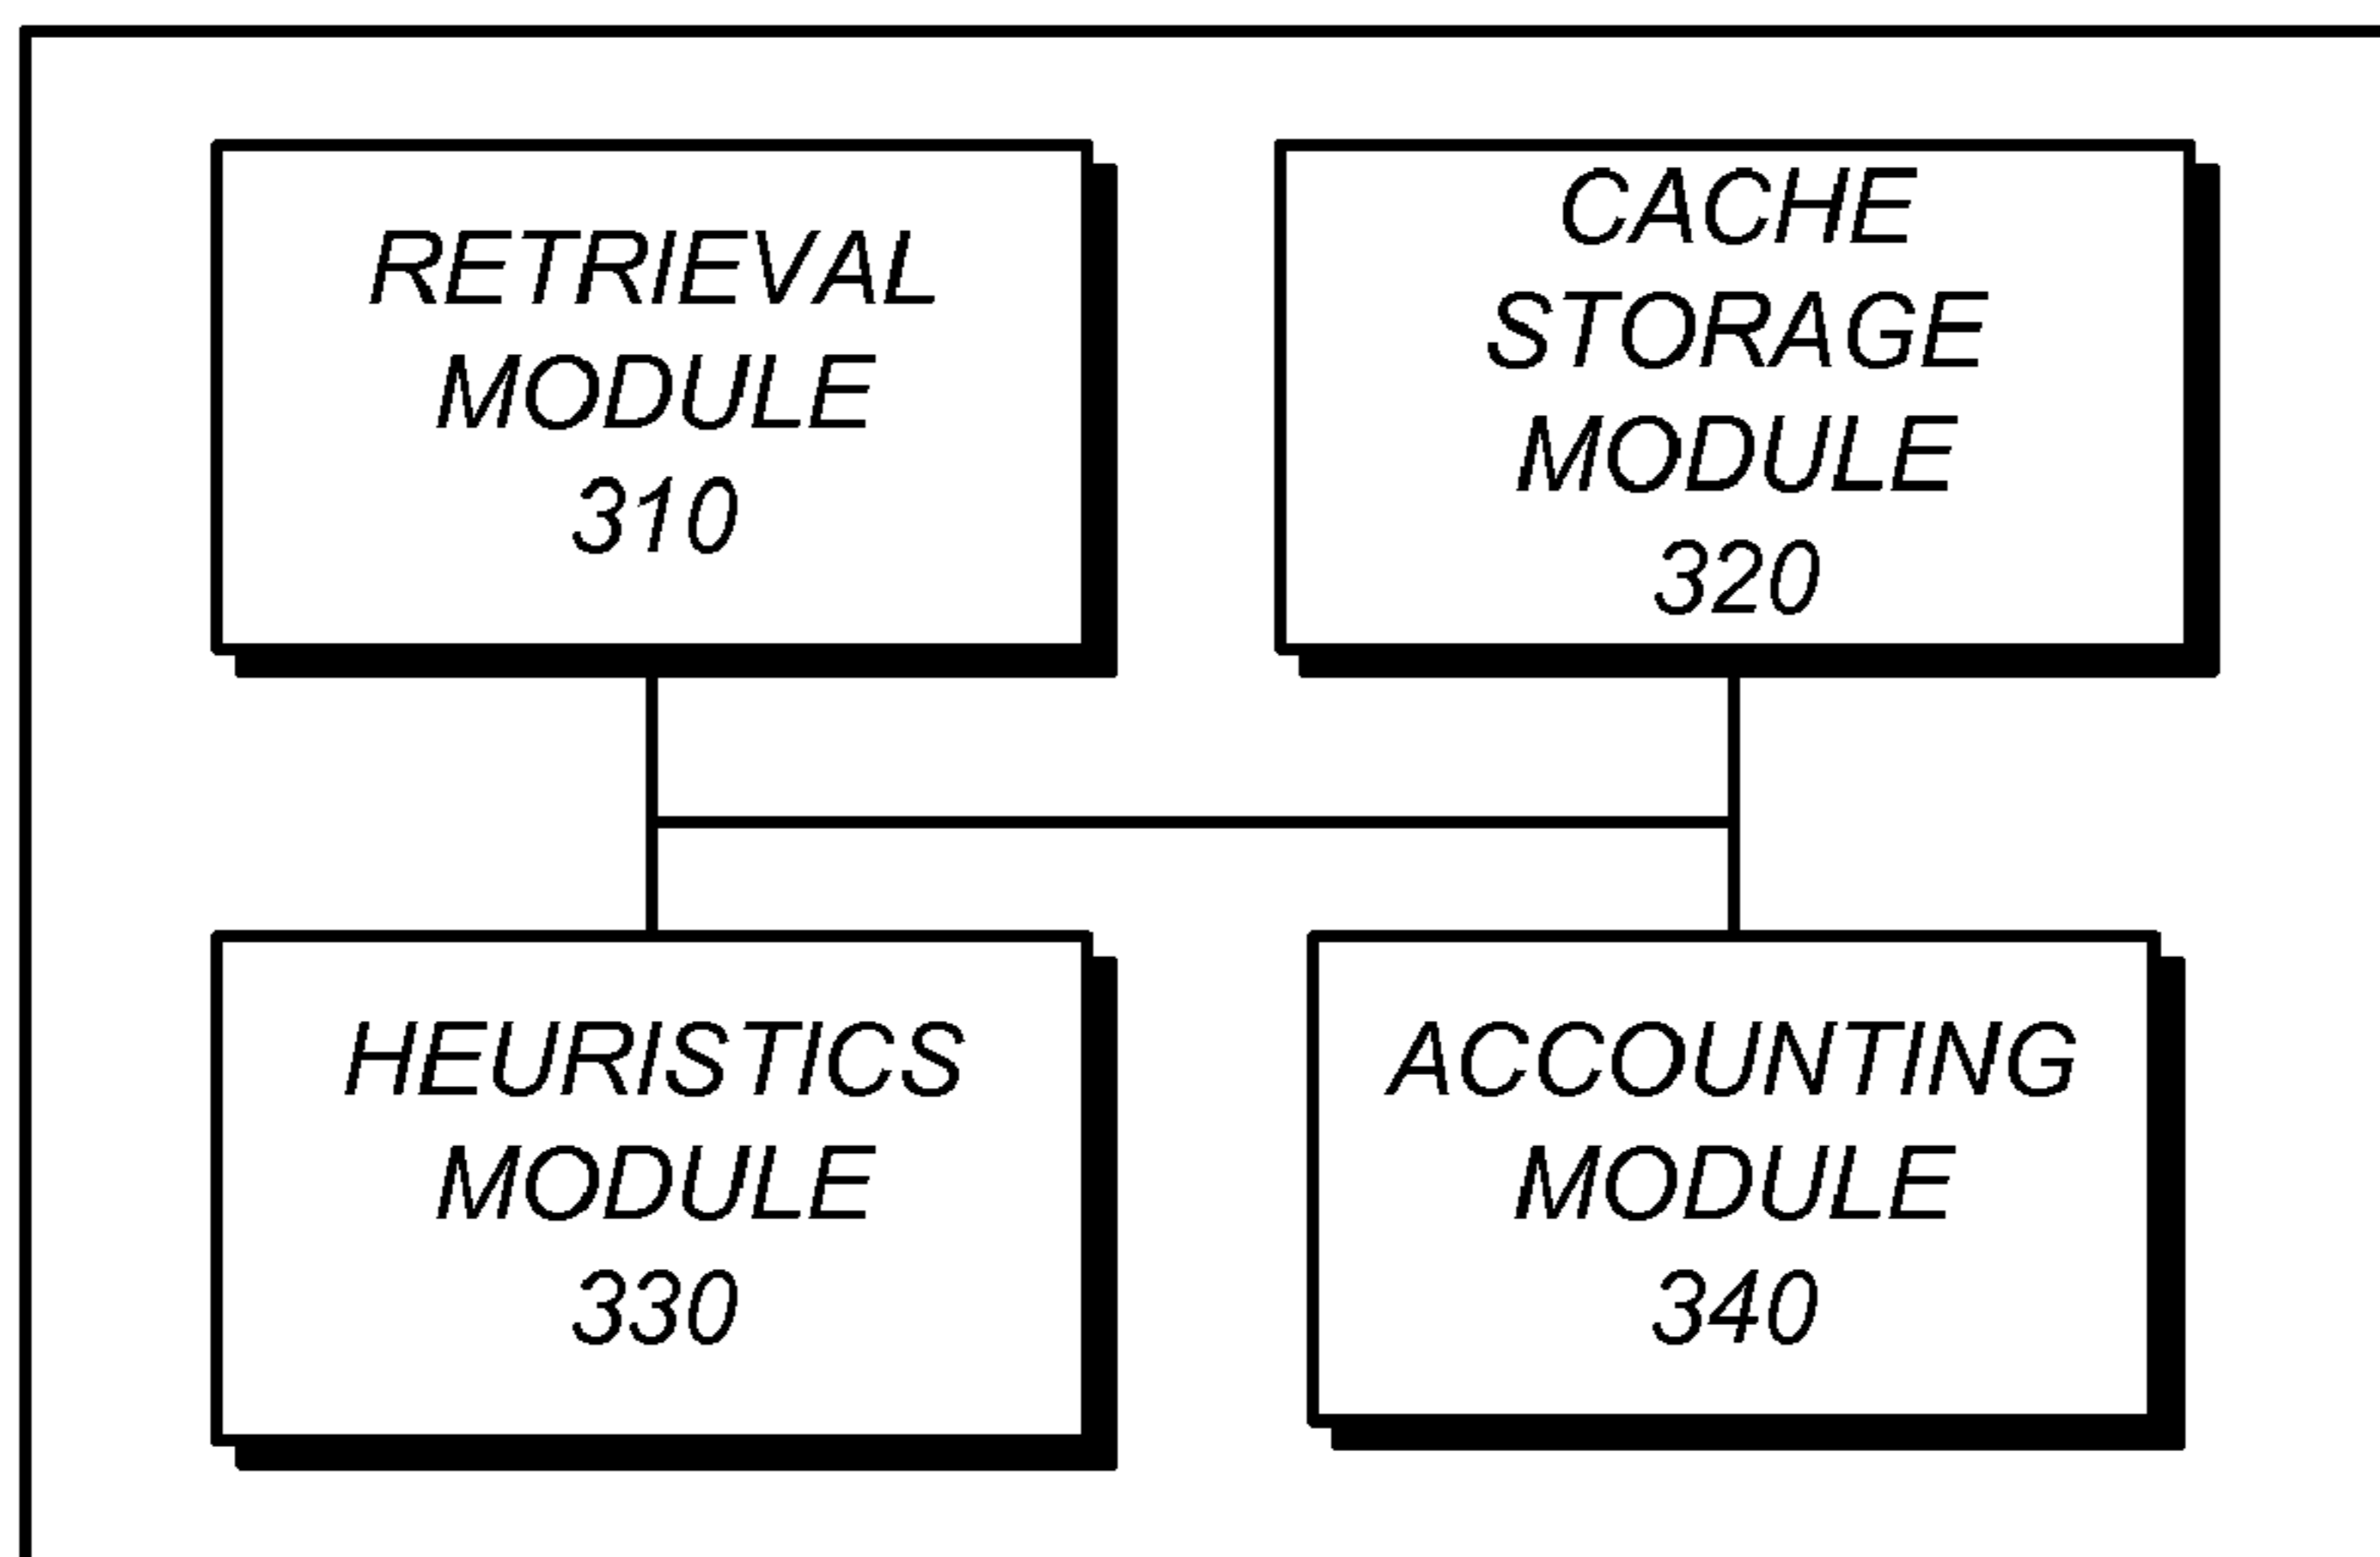 RETRIEVAL
MODULE
310
CACHE
STORAGE
MODULE
320
HEURISTICS
MODULE
330
ACCOUNTING
MODULE
340